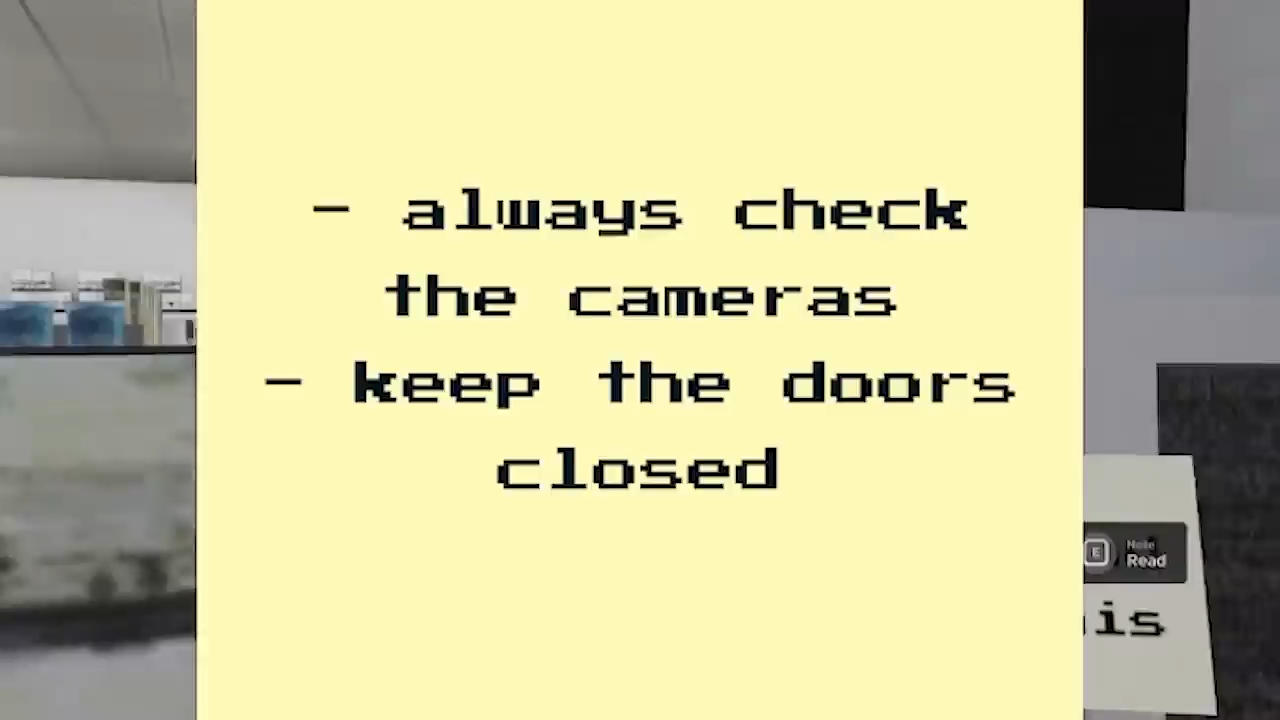 - always check
the cameras
- keep the doors
closed
E
Note
Read
is